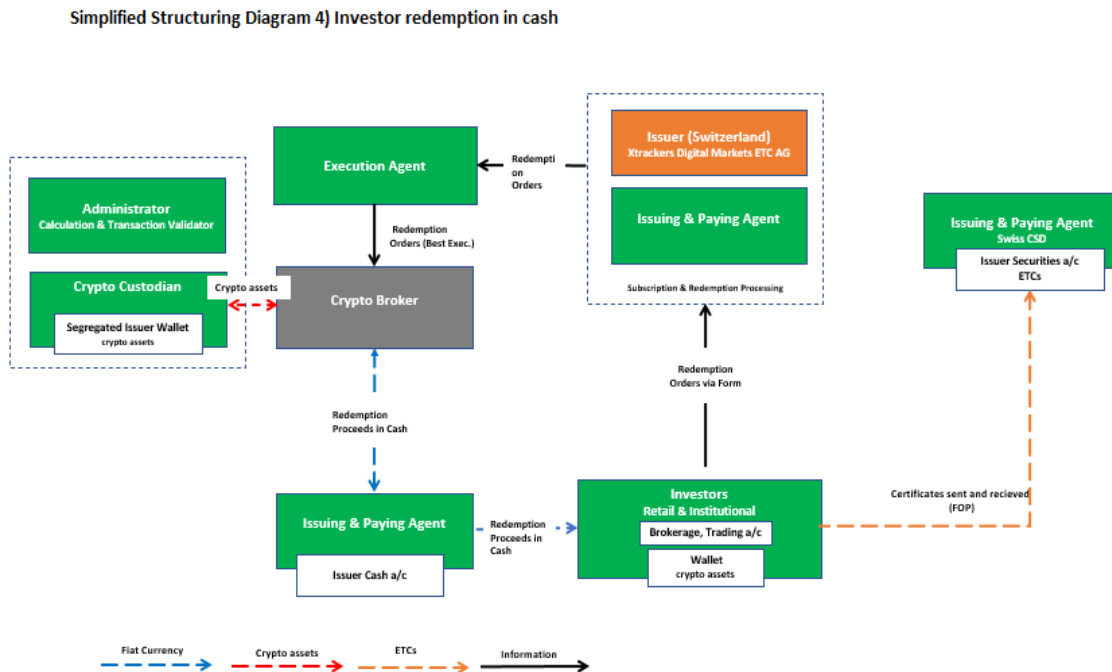 Simplified Structuring Diagram 4) Investor redemption in cash
Issuer (Switzerland)
Xtrackers Digital Markets ETC AG
Execution Agent
Redempti
on
Orders
Administrator
Calculation & Transaction Validator
Issuing & Paying Agent
Issuing & Paying Agent
Swiss CSD
Issuer Securities a/c
ETCs
Redemption
Orders (Best Exec.)
Crypto Custodian
Segregated Issuer Wallet
crypto assets
Crypto assets
Crypto Broker
Subscription & Redemption Processing
Redemption
Orders via Form
Redemption
Proceeds in Cash
Issuing & Paying Agent
Issuer Cash a/c
Redemption
Proceeds in
Cash
Investors
Retail & Institutional
Brokerage, Trading a/c
Wallet
crypto assets
Certificates sent and recieved
(FOP)
Fiat Currency
Crypto assets
ETCs
Information